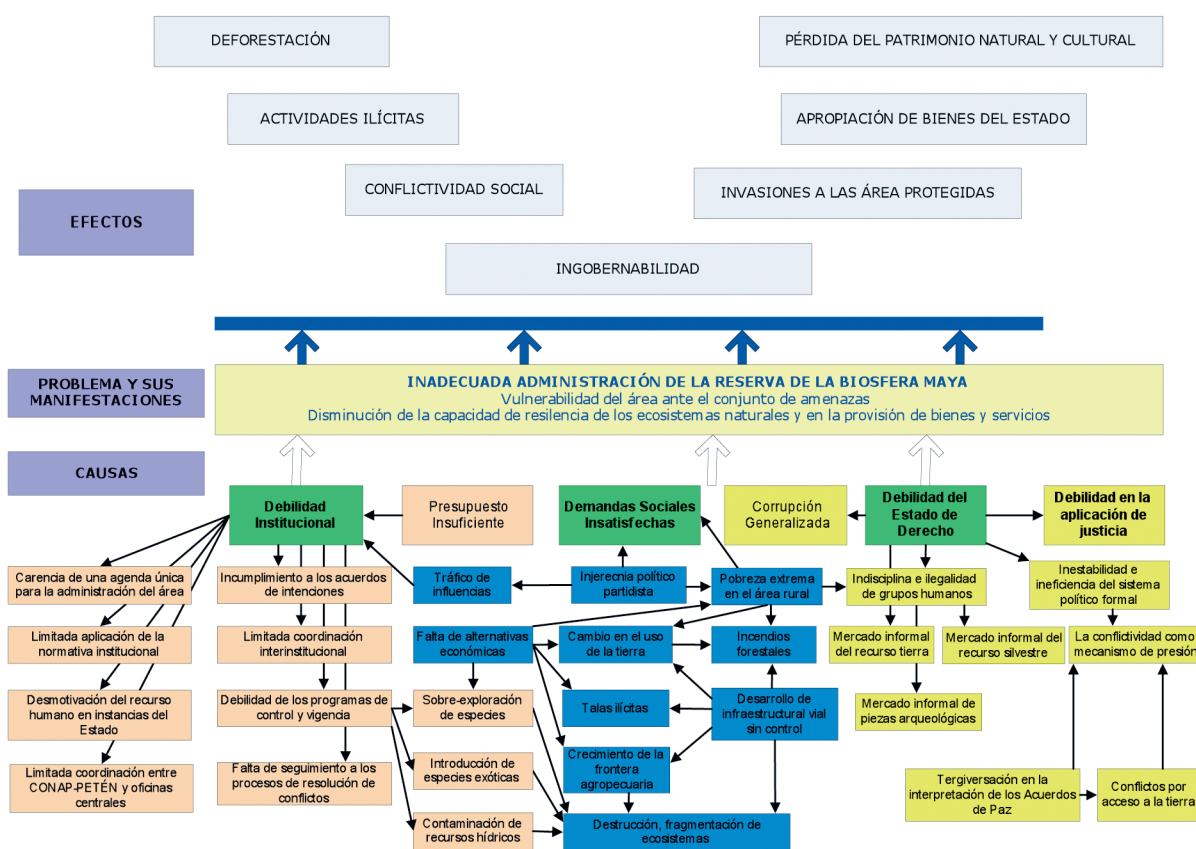 DEFORESTACIÓN
PÉRDIDA DEL PATRIMONIO NATURAL Y CULTURAL
ACTIVIDADES ILÍCITAS
APROPIACIÓN DE BIENES DEL ESTADO
CONFLICTIVIDAD SOCIAL
INVASIONES A LAS ÁREA PROTEGIDAS
EFECTOS
INGOBERNABILIDAD
PROBLEMA Y SUS
MANIFESTACIONES
INADECUADA ADMINISTRACIÓN DE LA RESERVA DE LA BIOSFERA MAYA
Vulnerabilidad del área ante el conjunto de amenazas
Disminución de la capacidad de resilencia de los ecosistemas naturales y en la provisión de bienes y servicios
CAUSAS
Debilidad
Institucional
Presupuesto
Insuficiente
Demandas Sociales
Insatisfechas
Corrupción
Generalizada
Debilidad del
Estado de
Derecho
Debilidad en la
aplicación de
justicia
Carencia de una agenda única
para la administración del área
Incumplimiento a los acuerdos
de intenciones
Tráfico de
influencias
Injerecnia político
partidista
Pobreza extrema
en el área rural
Indisciplina e ilegalidad
de grupos humanos
Inestabilidad e
ineficiencia del sistema
político formal
Limitada aplicación de la
normativa institucional
Limitada coordinación
interinstitucional
Falta de alternativas
económicas
Cambio en el uso
de la tierra
Incendios
forestales
Mercado informal
del recurso tierra
Mercado informal del
recurso silvestre
La conflictividad como
mecanismo de presión
Desmotivación del recurso
humano en instancias del
Estado
Debilidad de los programas de
control y vigencia
Sobre-exploración
de especies
Talas ilícitas
Desarrollo de
infraestructural vial
sin control
Mercado informal de
piezas arqueológicas
Limitada coordinación entre
CONAP-PETÉN y oficinas
centrales
Falta de seguimiento a los
procesos de resolución de
conflictos
Introducción de
especies exóticas
Crecimiento de la
frontera
agropecuaria
Tergiversación en la
interpretación de los Acuerdos
de Paz
Conflictos por
acceso a la tierra
Contaminación de
recursos hídricos
Destrucción, fragmentación de
ecosistemas